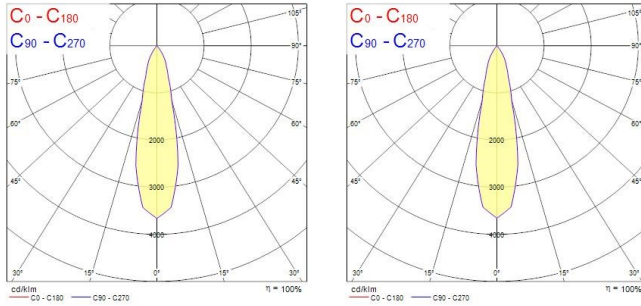 C0 - C180
C90 - C270
105°
90°
75°
75°
60°
60°
45°
45°
2000
3000
4000
30°
15°
0°
15°
30°
cd/klm
η = 100%
C0 - C180
C90 - C270
C0 - C180
C90 - C270
105°
90°
75°
75°
60°
60°
45°
45°
2000
3000
4000
30°
15°
0°
15°
30°
cd/klm
η = 100%
C0 - C180
C90 - C270